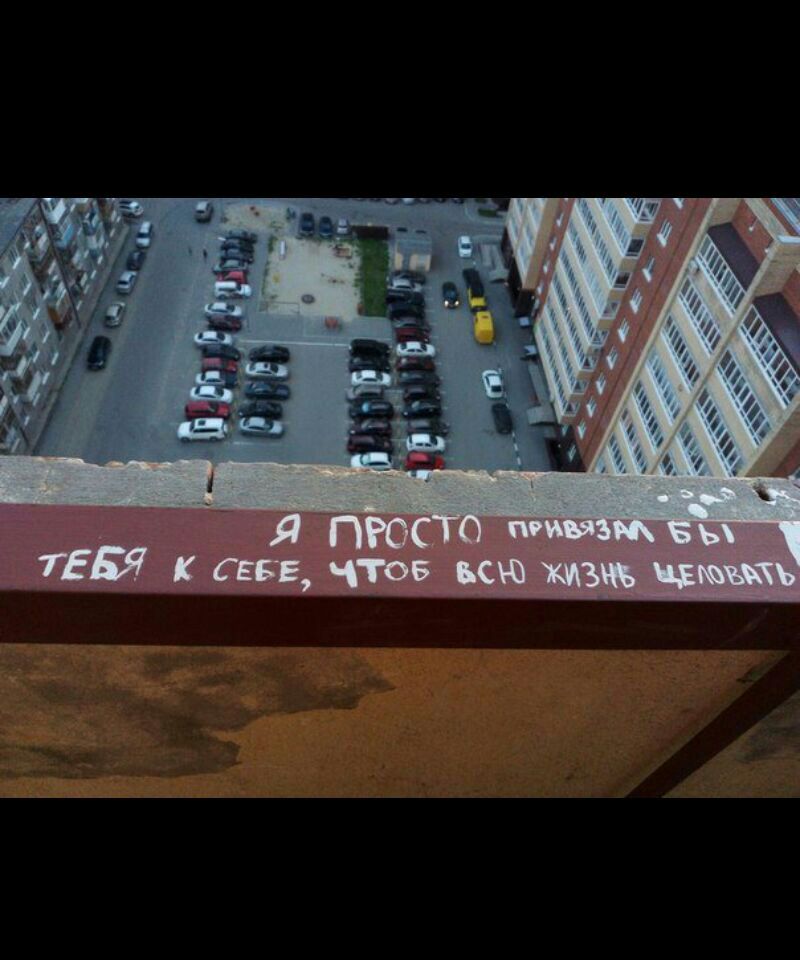 Я ПРОСТО ПРИВЯЗАЛ БЫ
ТЕБЯ К СЕБЕ, ЧТОБ ВСЮ ЖИЗНЬ ЦЕЛОВАТЬ